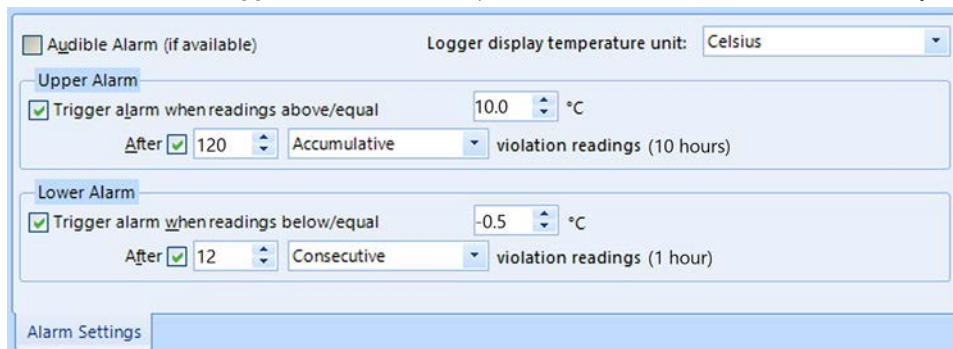 Audible Alarm (if available) Logger display temperature unit: Celsius
Upper Alarm
Trigger alarm when readings above/equal 10.0 °C
After 120 Accumulative violation readings (10 hours)
Lower Alarm
Trigger alarm when readings below/equal -0.5 °C
After 12 Consecutive violation readings (1 hour)
Alarm Settings